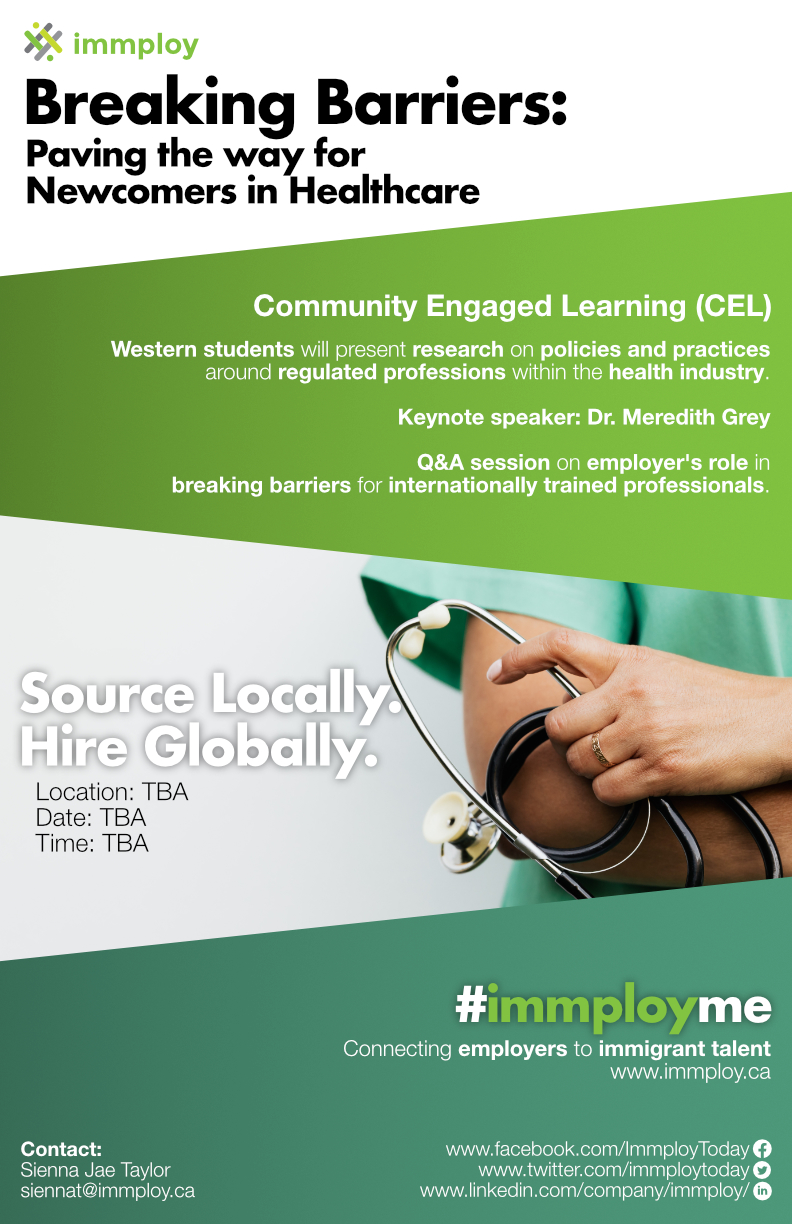 immploy
Breaking Barriers:
Paving the way for
Newcomers in Healthcare
Community Engaged Learning (CEL)
Western students will present research on policies and practices
around regulated professions within the health industry.
Keynote speaker: Dr. Meredith Grey
Q&A session on employer's role in
breaking barriers for internationally trained professionals.
Source Locally.
Hire Globally.
Location: TBA
Date: TBA
Time: TBA
#immployme
Connecting employers to immigrant talent
www.immploy.ca
Contact:
Sienna Jae Taylor
siennat@immploy.ca
www.facebook.com/ImmployToday
www.twitter.com/immploytoday
www.linkedin.com/company/immploy/